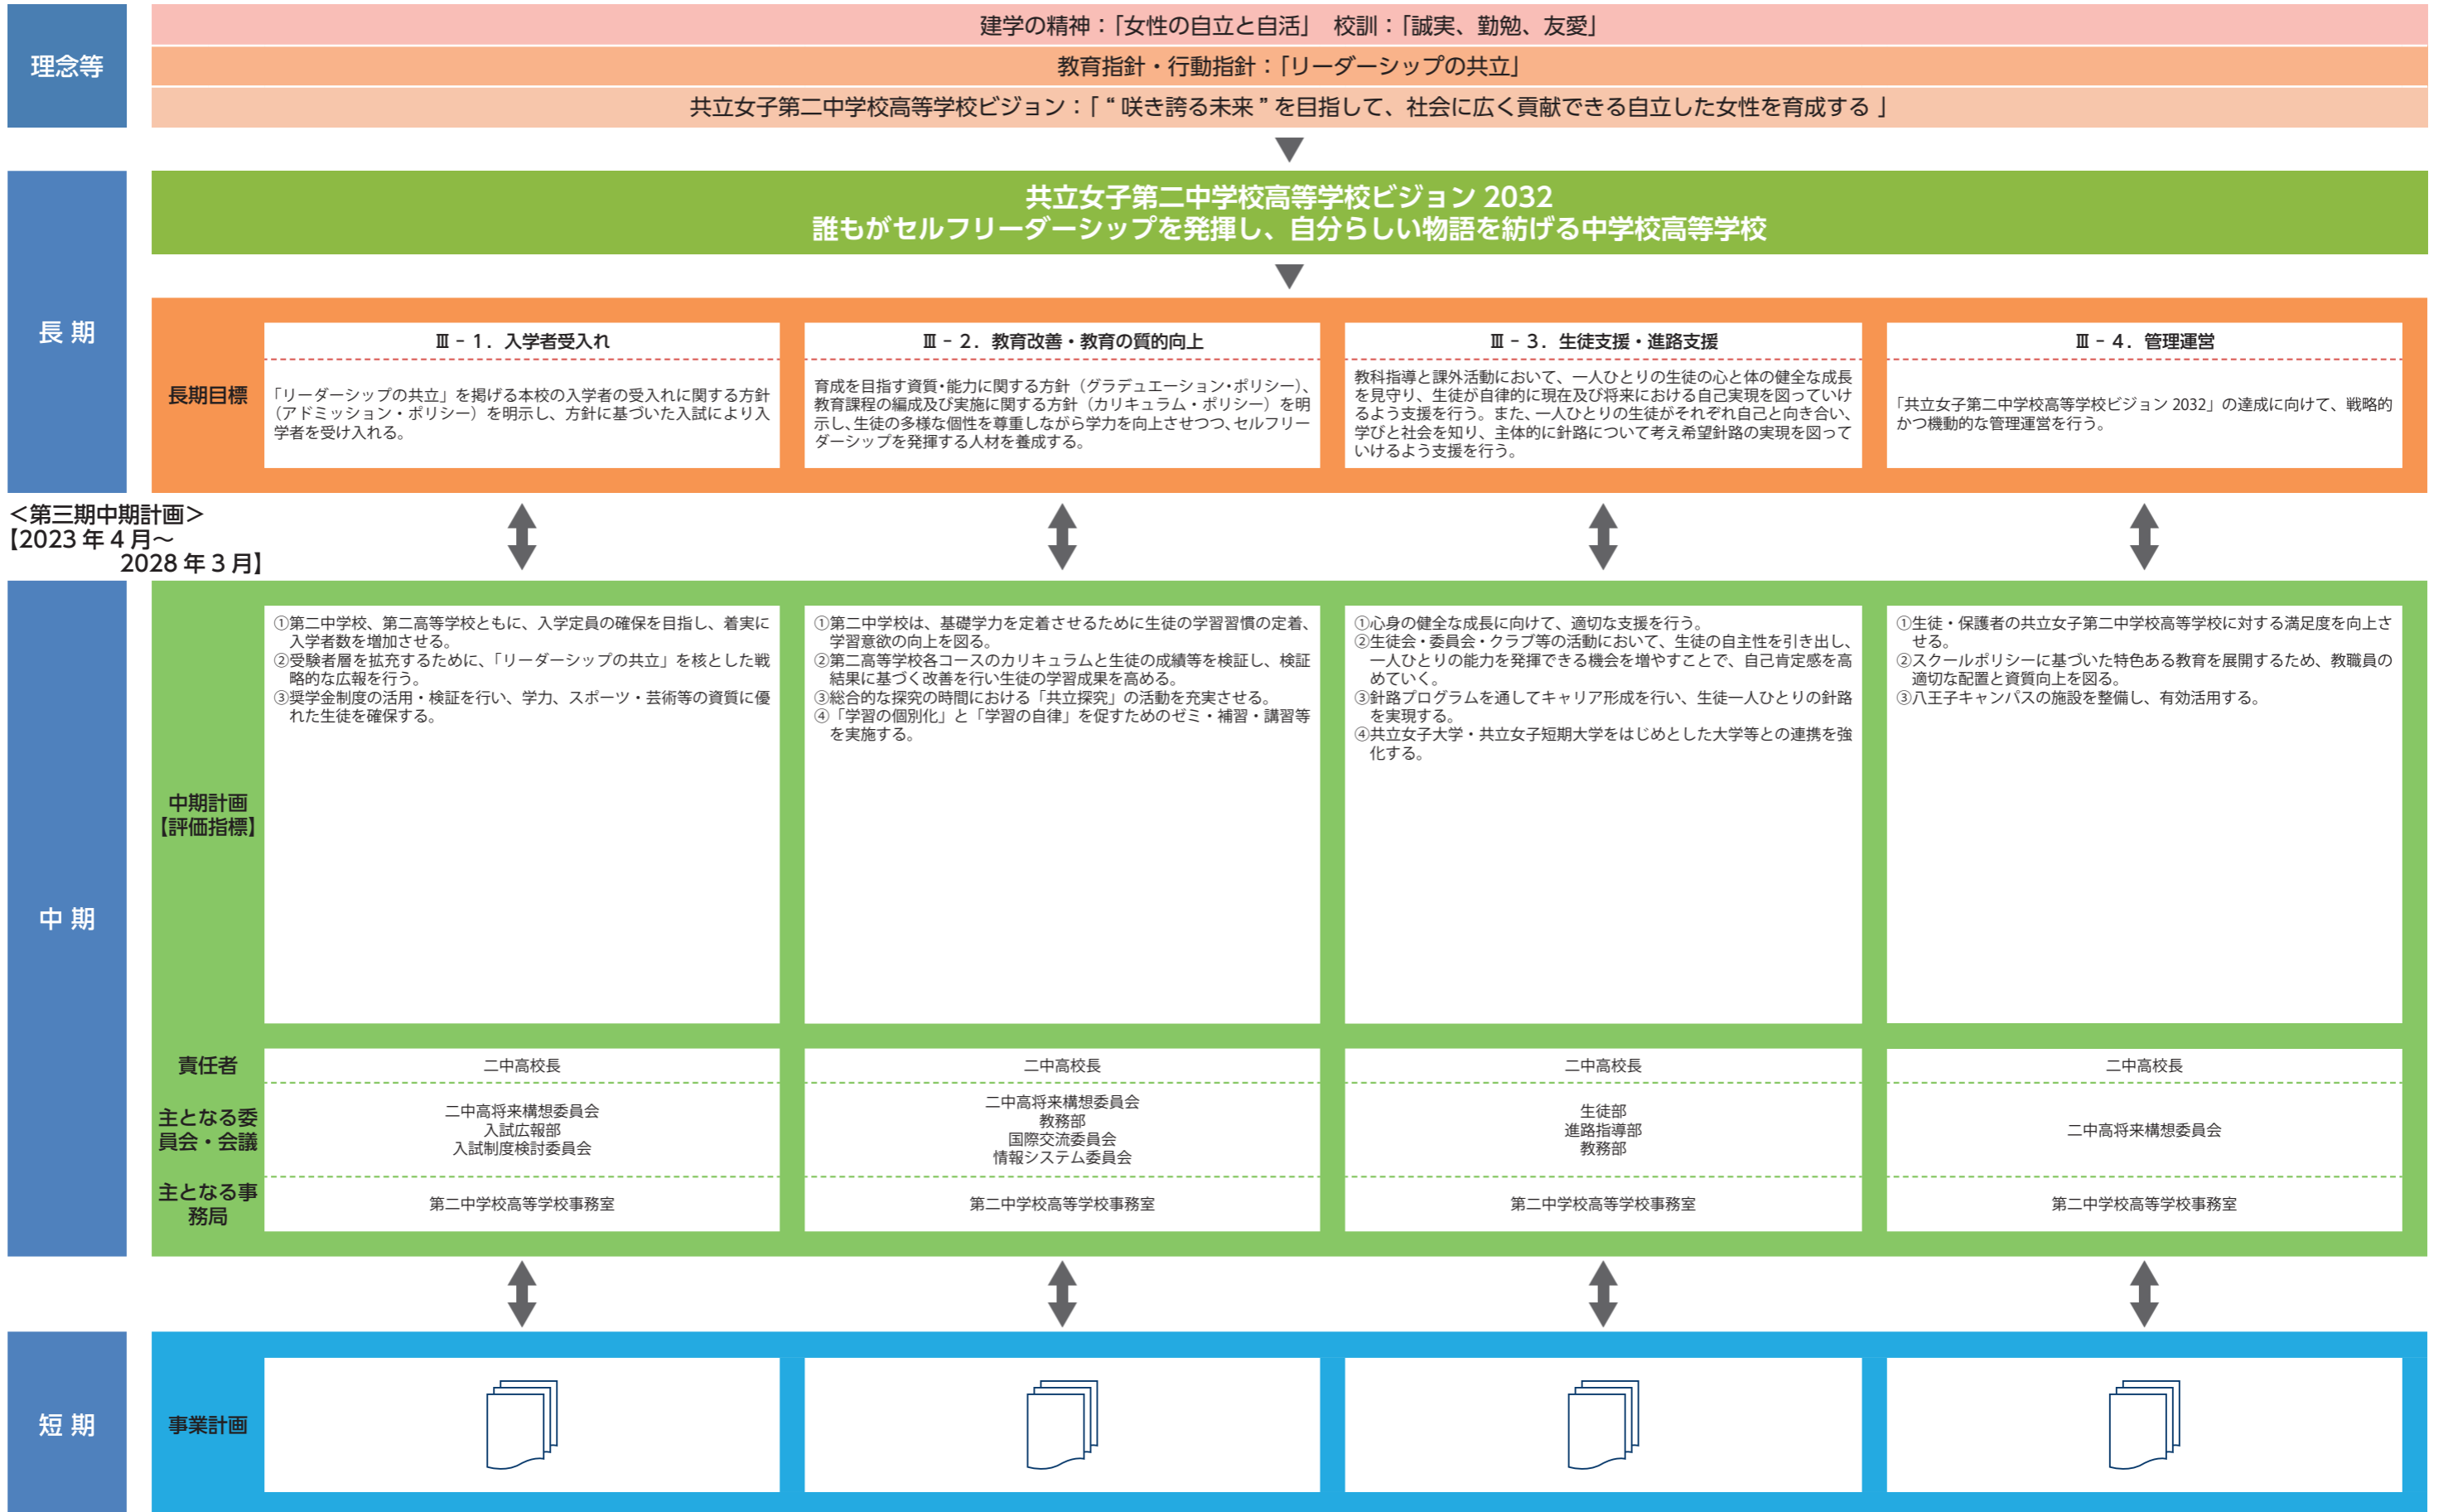 理念等
建学の精神：「女性の自立と自活」　校訓：「誠実、勤勉、友愛」
教育指針・行動指針：「リーダーシップの共立」
共立女子第二中学校高等学校ビジョン：「 “ 咲き誇る未来 ” を目指して、社会に広く貢献できる自立した女性を育成する 」
長 期
共立女子第二中学校高等学校ビジョン 2032
誰もがセルフリーダーシップを発揮し、自分らしい物語を紡げる中学校高等学校
長期目標
Ⅲ－１．入学者受入れ
「リーダーシップの共立」を掲げる本校の入学者の受入れに関する方針
（アドミッション・ポリシー）を明示し、方針に基づいた入試により入
学者を受け入れる。
Ⅲ－２．教育改善・教育の質的向上
育成を目指す資質・能力に関する方針（グラデュエーション・ポリシー）、
教育課程の編成及び実施に関する方針（カリキュラム・ポリシー）を明
示し、生徒の多様な個性を尊重しながら学力を向上させつつ、セルフリー
ダーシップを発揮する人材を養成する。
Ⅲ－３．生徒支援・進路支援
教科指導と課外活動において、一人ひとりの生徒の心と体の健全な成長
を見守り、生徒が自律的に現在及び将来における自己実現を図っていけ
るよう支援を行う。また、一人ひとりの生徒がそれぞれ自己と向き合い、
学びと社会を知り、主体的に針路について考え希望針路の実現を図って
いけるよう支援を行う。
Ⅲ－４．管理運営
「共立女子第二中学校高等学校ビジョン 2032」の達成に向けて、戦略的
かつ機動的な管理運営を行う。
＜第三期中期計画＞
【2023 年 4 月～
2028 年 3 月】
中 期
中期計画
【評価指標】
①第二中学校、第二高等学校ともに、入学定員の確保を目指し、着実に
入学者数を増加させる。
②受験者層を拡充するために、「リーダーシップの共立」を核とした戦
略的な広報を行う。
③奨学金制度の活用・検証を行い、学力、スポーツ・芸術等の資質に優
れた生徒を確保する。
①第二中学校は、基礎学力を定着させるために生徒の学習習慣の定着、
学習意欲の向上を図る。
②第二高等学校各コースのカリキュラムと生徒の成績等を検証し、検証
結果に基づく改善を行い生徒の学習成果を高める。
③総合的な探究の時間における「共立探究」の活動を充実させる。
④「学習の個別化」と「学習の自律」を促すためのゼミ・補習・講習等
を実施する。
①心身の健全な成長に向けて、適切な支援を行う。
②生徒会・委員会・クラブ等の活動において、生徒の自主性を引き出し、
一人ひとりの能力を発揮できる機会を増やすことで、自己肯定感を高
めていく。
③針路プログラムを通してキャリア形成を行い、生徒一人ひとりの針路
を実現する。
④共立女子大学・共立女子短期大学をはじめとした大学等との連携を強
化する。
①生徒・保護者の共立女子第二中学校高等学校に対する満足度を向上さ
せる。
②スクールポリシーに基づいた特色ある教育を展開するため、教職員の
適切な配置と資質向上を図る。
③八王子キャンパスの施設を整備し、有効活用する。
責任者
二中高校長
二中高校長
二中高校長
二中高校長
主となる委
員会・会議
二中高将来構想委員会
入試広報部
入試制度検討委員会
二中高将来構想委員会
教務部
国際交流委員会
情報システム委員会
生徒部
進路指導部
教務部
二中高将来構想委員会
主となる事
務局
第二中学校高等学校事務室
第二中学校高等学校事務室
第二中学校高等学校事務室
第二中学校高等学校事務室
短 期
事業計画